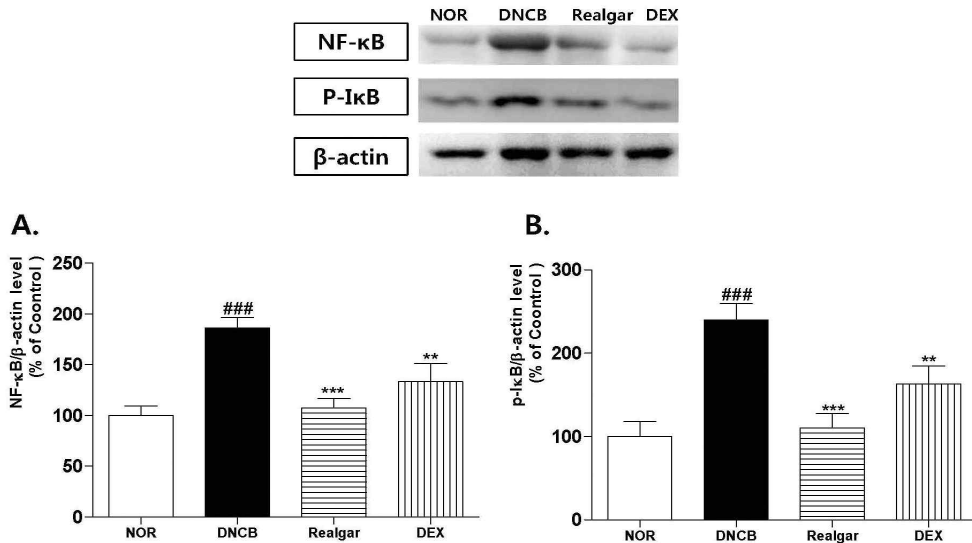 NOR DNCB Realgar DEX
NF-κB
P-IκB
β-actin
A.
NF-κB/β-actin level
(% of Coontrol )
250
200
150
100
50
0
###
***
**
NOR DNCB Realgar DEX
B.
p-IκB/β-actin level
(% of Coontrol )
300
200
100
0
###
***
**
NOR DNCB Realgar DEX